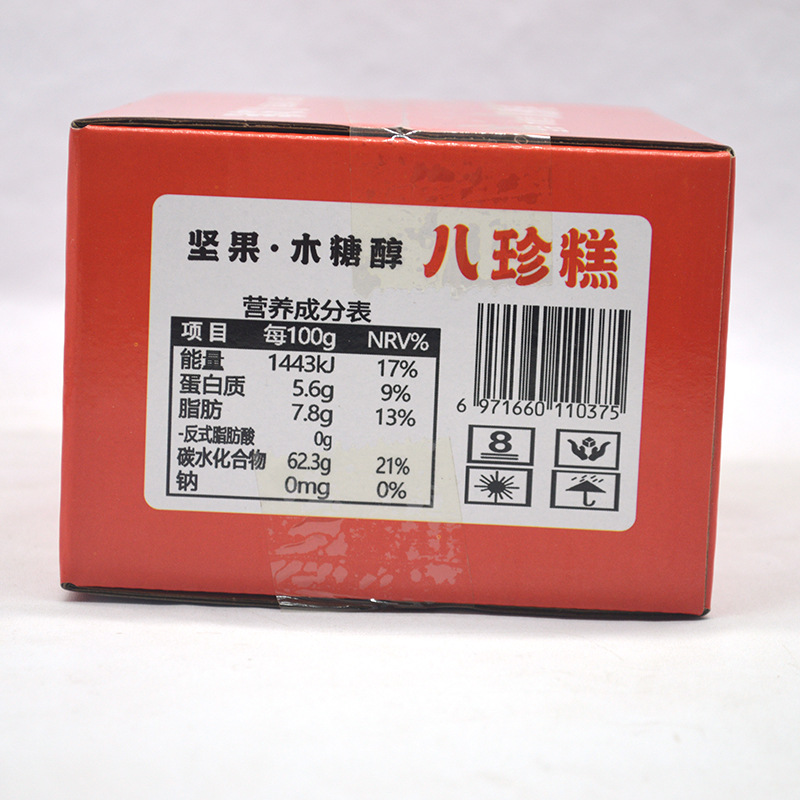 坚果·木糖醇 八珍糕
营养成分表
项目 每100g NRV%
能量 1443kJ 17%
蛋白质 5.6g 9%
脂肪 7.8g 13%
-反式脂肪酸 0g
碳水化合物 62.3g 21%
钠 0mg 0%
6 971660 110375
8